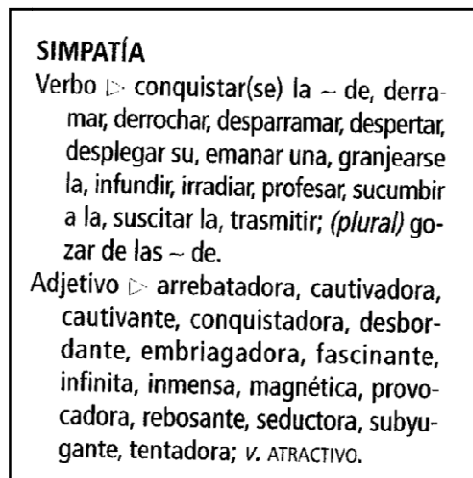 SIMPATÍA
Verbo ▷ conquistar(se) la ~ de, derra-
mar, derrochar, desparramar, despertar,
desplegar su, emanar una, granjearse
la, infundir, irradiar, profesar, sucumbir
a la, suscitar la, trasmitir; (plural) go-
zar de las ~ de.
Adjetivo ▷ arrebatadora, cautivadora,
cautivante, conquistadora, desbor-
dante, embriagadora, fascinante,
infinita, inmensa, magnética, provo-
cadora, rebosante, seductora, subyu-
gante, tentadora; v. ATRACTIVO.